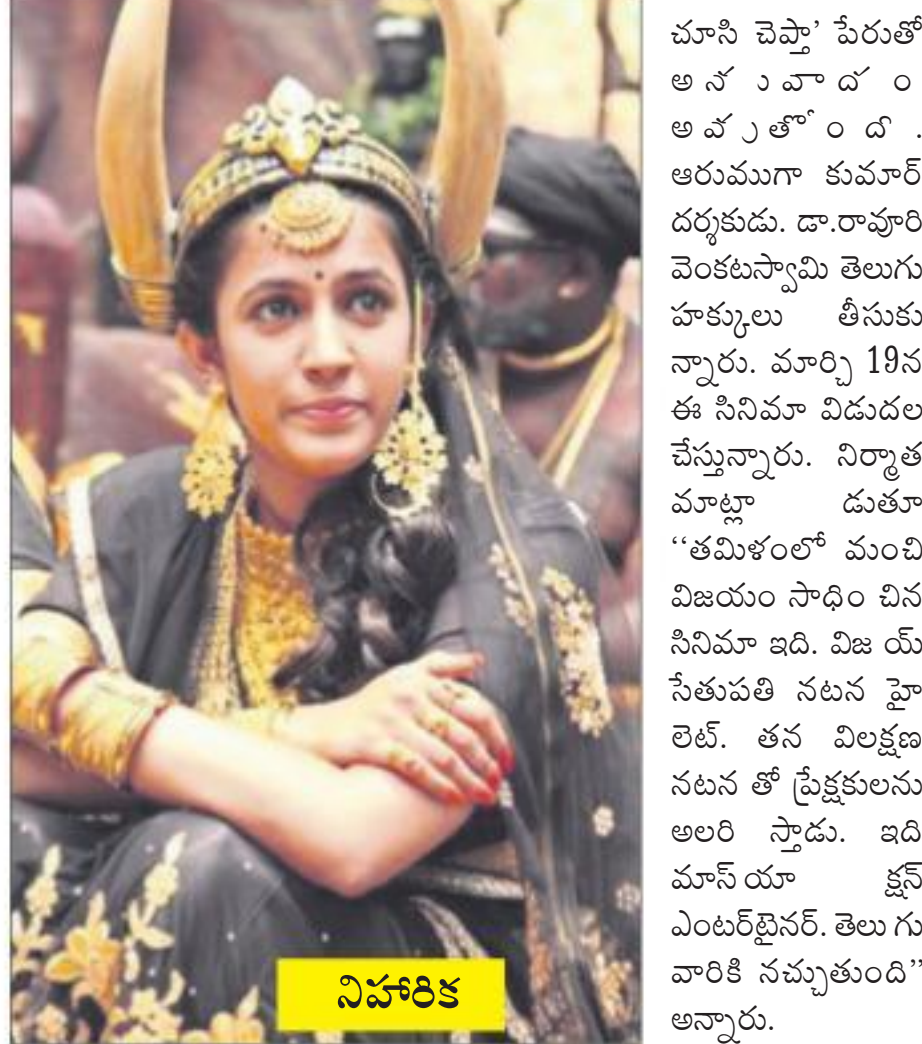 చూసి చెప్తా’ పేరుతో
అనువాదం
అవుతోంది.
ఆరుముగా కుమార్
దర్శకుడు. డా.రావూరి
వెంకటస్వామి తెలుగు
హక్కులు తీసుకు
న్నారు. మార్చి 19న
ఈ సినిమా విడుదల
చేస్తున్నారు. నిర్మాత
మాట్లా డుతూ
‘‘తమిళంలో మంచి
విజయం సాధిం చిన
సినిమా ఇది. విజ య్
సేతుపతి నటన హై
లెట్. తన విలక్షణ
నటన తో ప్రేక్షకులను
అలరి స్తాడు. ఇది
మాస్ యా క్షన్
ఎంటర్‌టైనర్. తెలు గు
వారికి నచ్చుతుంది’’
అన్నారు.
నిహారిక